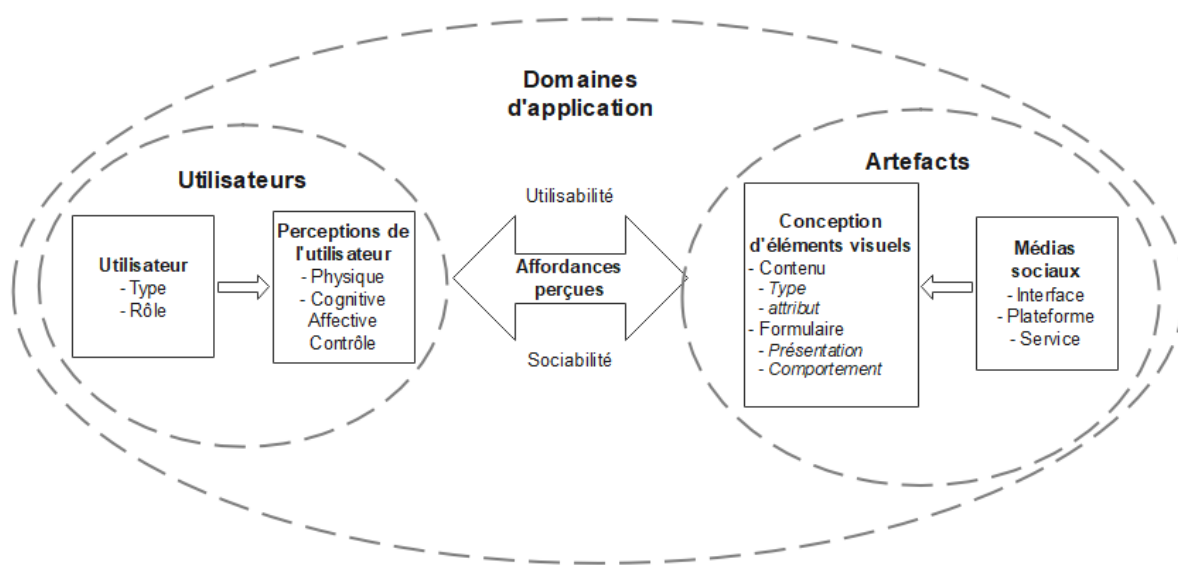 Domaines
d'application
Utilisateurs
Utilisateur
- Type
- Rôle
Perceptions de
l'utilisateur
- Physique
- Cognitive
Affective
Contrôle
Utilisabilité
Affordances
perçues
Sociabilité
Artefacts
Conception
d'éléments visuels
- Contenu
- Type
- attribut
- Formulaire
- Présentation
- Comportement
Médias
sociaux
- Interface
- Plateforme
- Service